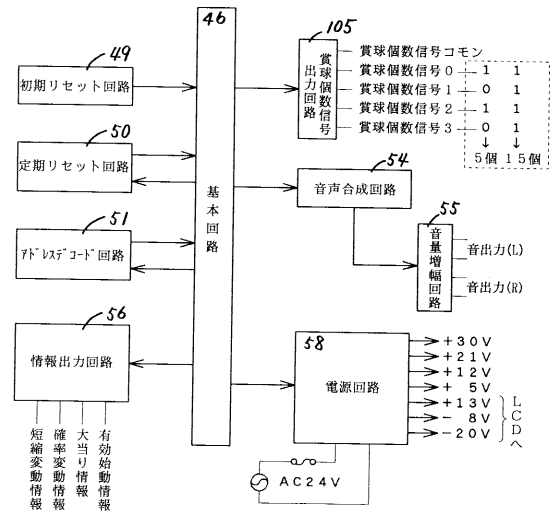 46
49
初期リセット回路
50
定期リセット回路
51
アドレスデコード回路
56
情報出力回路
短縮変動情報
確率変動情報
大当り情報
有効始動情報
基本回路
105
賞球個数信号
出力回路
賞球個数信号コモン
賞球個数信号0 1 1
賞球個数信号1 0 1
賞球個数信号2 1 1
賞球個数信号3 0 1
↓ ↓
5個 15個
54
音声合成回路
55
音量増幅回路
音出力(L)
音出力(R)
58
電源回路
+30V
+21V
+12V
+ 5V
+13V
- 8V
-20V
LCDへ
AC24V